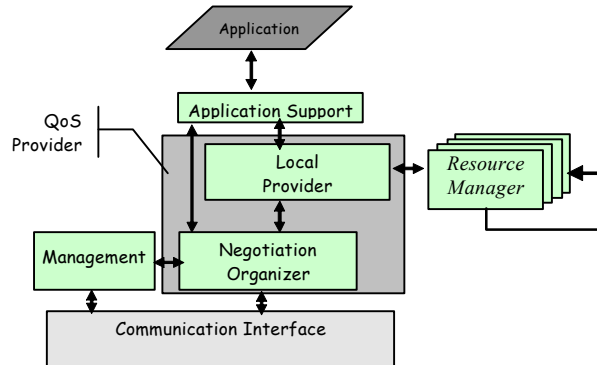 Application
Application Support
QoS
Provider
Local
Provider
Resource
Manager
Management
Negotiation
Organizer
Communication Interface